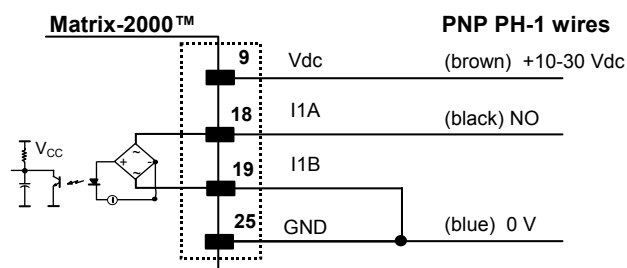 Matrix-2000™ PNP PH-1 wires
9 Vdc (brown) +10-30 Vdc
18 I1A (black) NO
VCC
19 I1B
25 GND (blue) 0 V